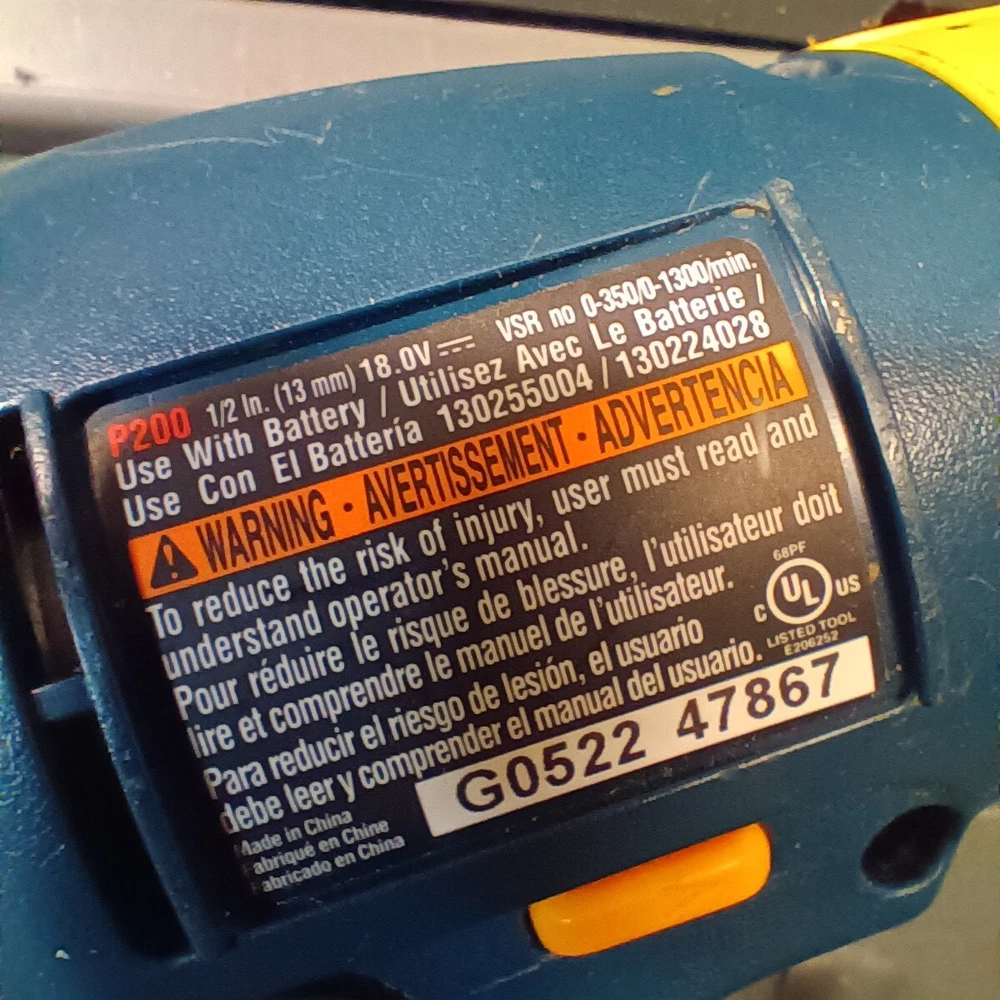 P200 1/2 In. (13 mm) 18.0V ⎓ VSR no 0-350/0-1300/min.
Use With Battery / Utilisez Avec Le Batterie /
Use Con El Battería 130255004 / 130224028
WARNING · AVERTISSEMENT · ADVERTENCIA
To reduce the risk of injury, user must read and
understand operator's manual.
Pour réduire le risque de blessure, l'utilisateur doit
lire et comprendre le manuel de l'utilisateur.
Para reducir el riesgo de lesión, el usuario
debe leer y comprender el manual del usuario.
68PF
C UL US
LISTED TOOL
E206252
G0522 47867
Made in China
Fabriqué en Chine
Fabricado en China